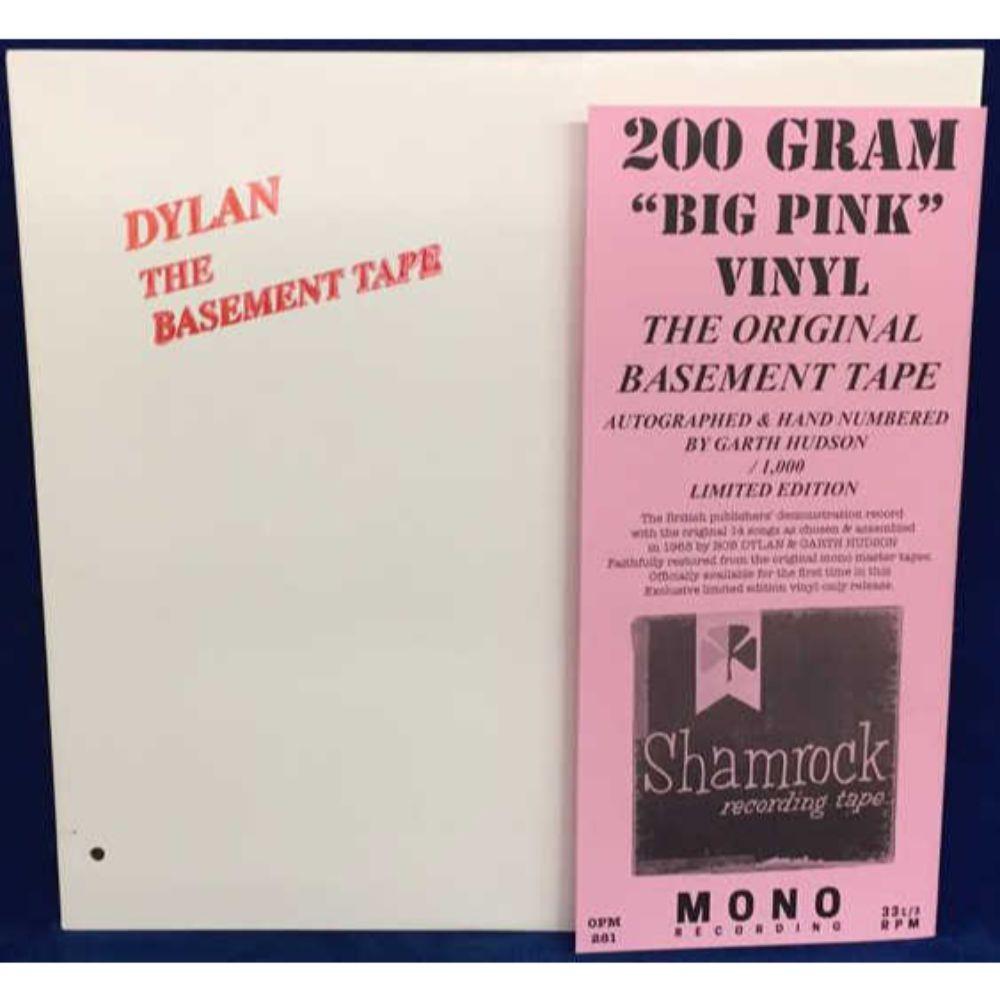 DYLAN
THE
BASEMENT TAPE
200 GRAM
“BIG PINK”
VINYL
THE ORIGINAL
BASEMENT TAPE
AUTOGRAPHED & HAND NUMBERED
BY GARTH HUDSON
/ 1,000
LIMITED EDITION
The British publishers' demonstration record
with the original 14 songs as chosen & assembled
in 1968 by BOB DYLAN & GARTH HUDSON
Faithfully restored from the original mono master tapes.
Officially available for the first time in this
Exclusive limited edition vinyl-only release.
Shamrock
recording tape
MONO
RECORDING
OPM
281
33 1/3
RPM